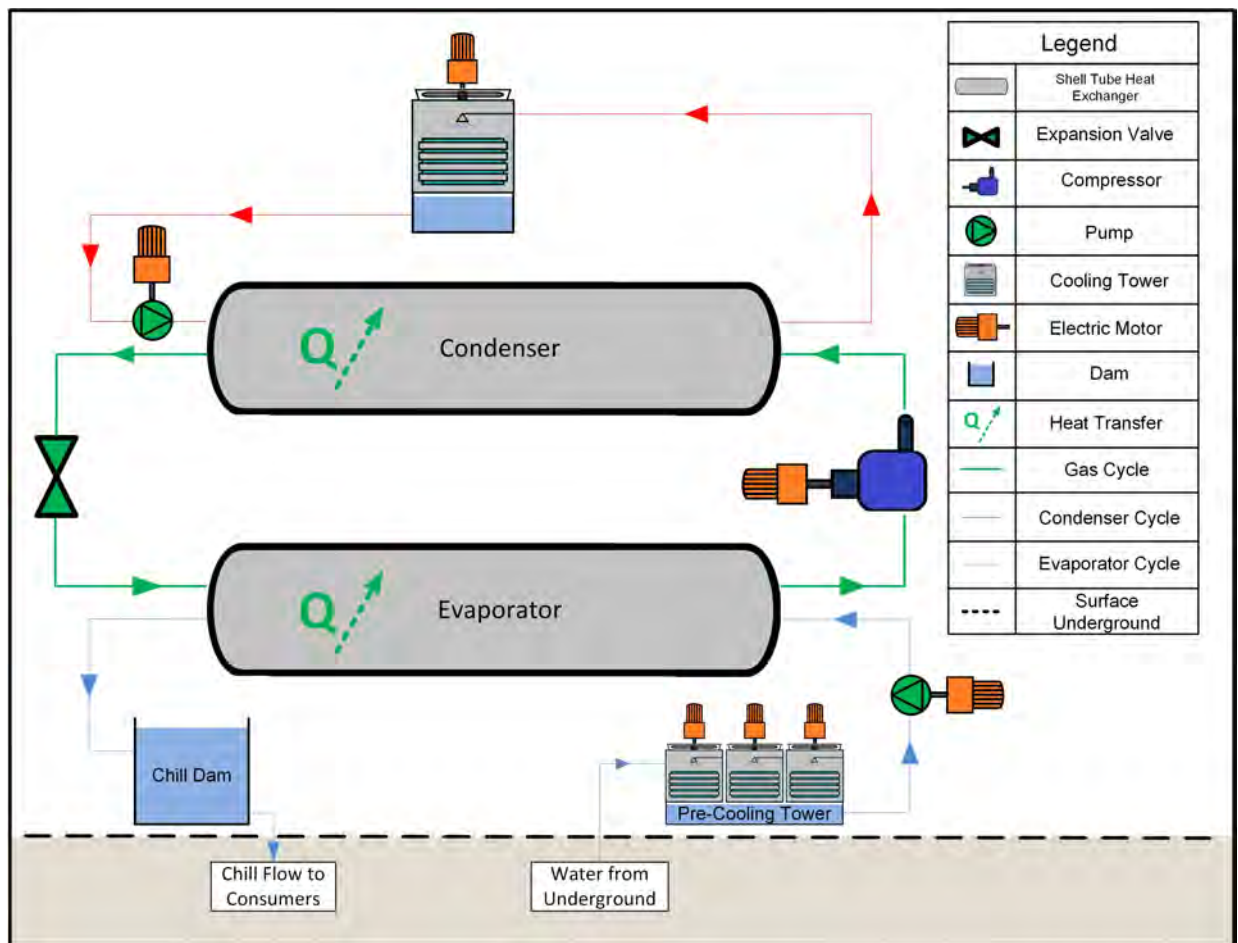 Legend
Shell Tube Heat
Exchanger
Expansion Valve
Compressor
Pump
Cooling Tower
Electric Motor
Dam
Q
Heat Transfer
Gas Cycle
Condenser Cycle
Evaporator Cycle
Surface
Underground
Q
Condenser
Q
Evaporator
Chill Dam
Pre-Cooling Tower
Chill Flow to
Consumers
Water from
Underground